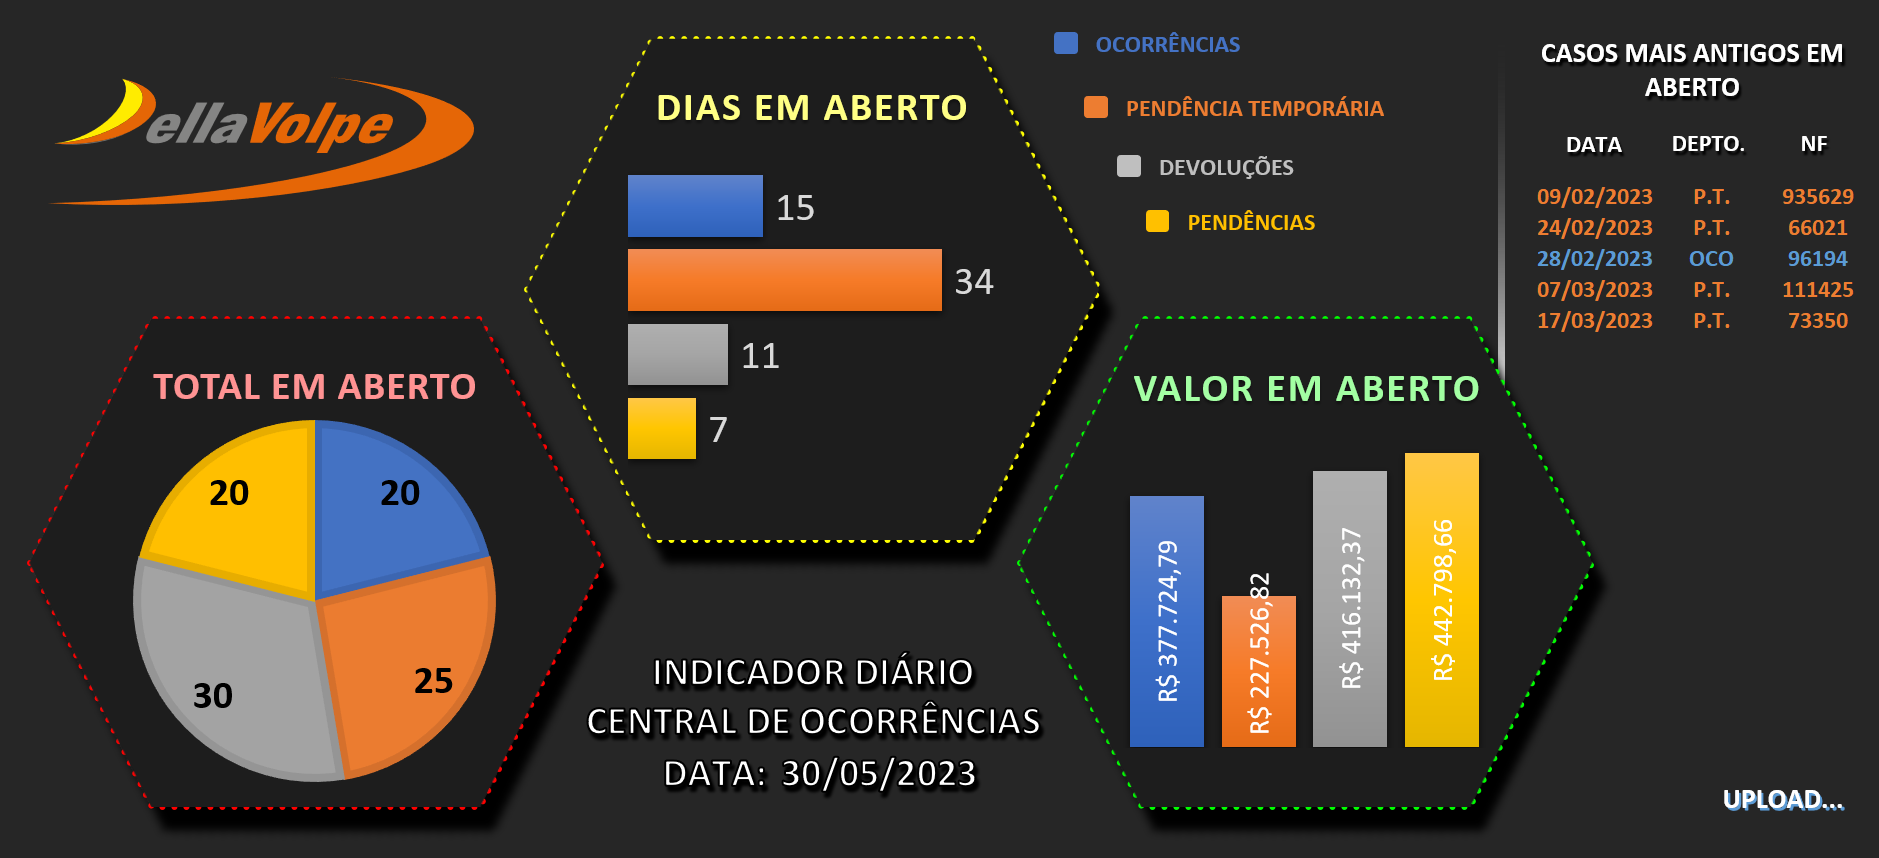 DellaVolpe
DIAS EM ABERTO
15
34
11
7
OCORRÊNCIAS
PENDÊNCIA TEMPORÁRIA
DEVOLUÇÕES
PENDÊNCIAS
CASOS MAIS ANTIGOS EM
ABERTO
DATA DEPTO. NF
09/02/2023 P.T. 935629
24/02/2023 P.T. 66021
28/02/2023 OCO 96194
07/03/2023 P.T. 111425
17/03/2023 P.T. 73350
TOTAL EM ABERTO
20
20
30
25
VALOR EM ABERTO
R$ 377.724,79
R$ 227.526,82
R$ 416.132,37
R$ 442.798,66
INDICADOR DIÁRIO
CENTRAL DE OCORRÊNCIAS
DATA: 30/05/2023
UPLOAD...